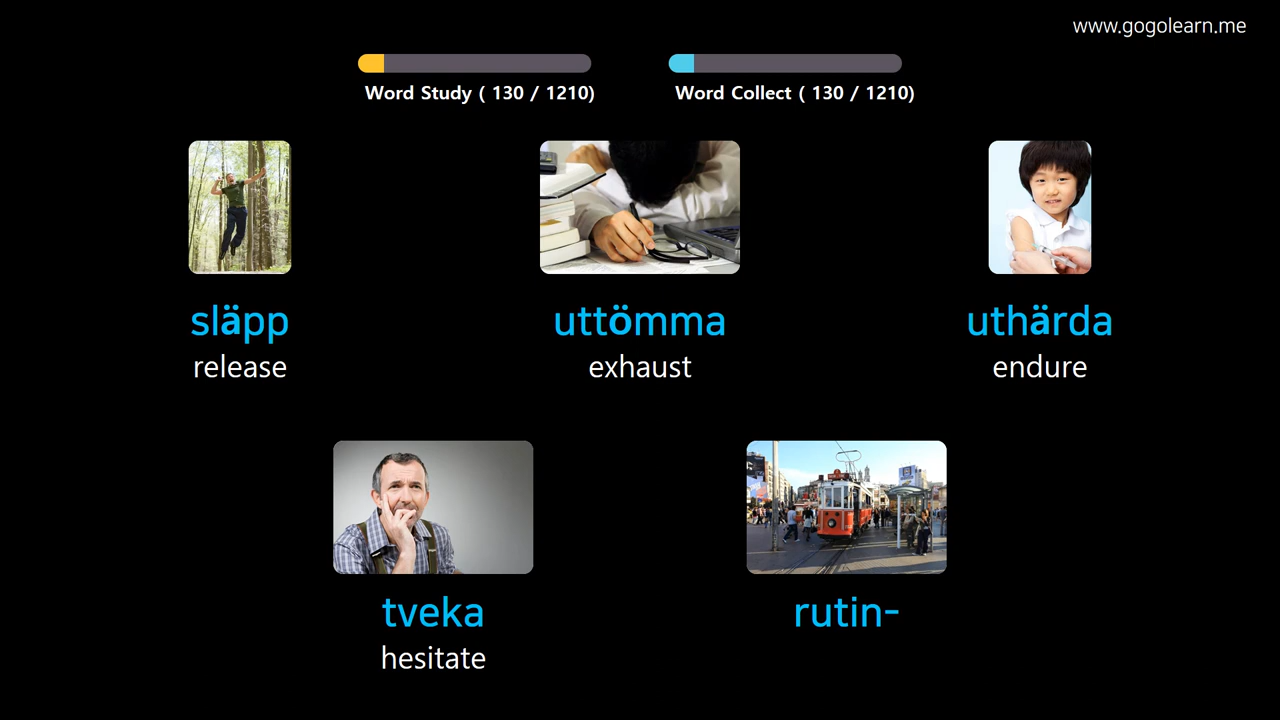 www.gogolearn.me
Word Study ( 130 / 1210)
Word Collect ( 130 / 1210)
släpp
release
uttömma
exhaust
uthärda
endure
tveka
hesitate
rutin-